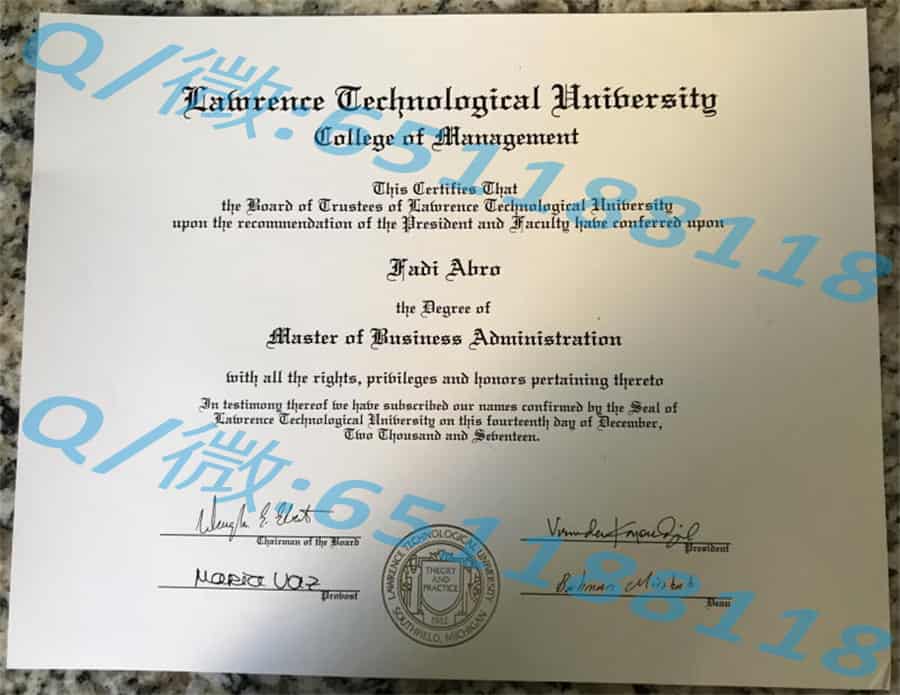 Q/微:651188118
Lawrence Technological University
College of Management
This Certifies That
the Board of Trustees of Lawrence Technological University
upon the recommendation of the President and Faculty have conferred upon
Fadi Abro
the Degree of
Master of Business Administration
with all the rights, privileges and honors pertaining thereto
In testimony thereof we have subscribed our names confirmed by the Seal of
Lawrence Technological University on this fourteenth day of December,
Two Thousand and Seventeen.
Q/微:651188118
Chairman of the Board
President
Maria Vaz
Provost
Dean
LAWRENCE TECHNOLOGICAL UNIVERSITY
THEORY
AND
PRACTICE
1932
SOUTHFIELD, MICHIGAN